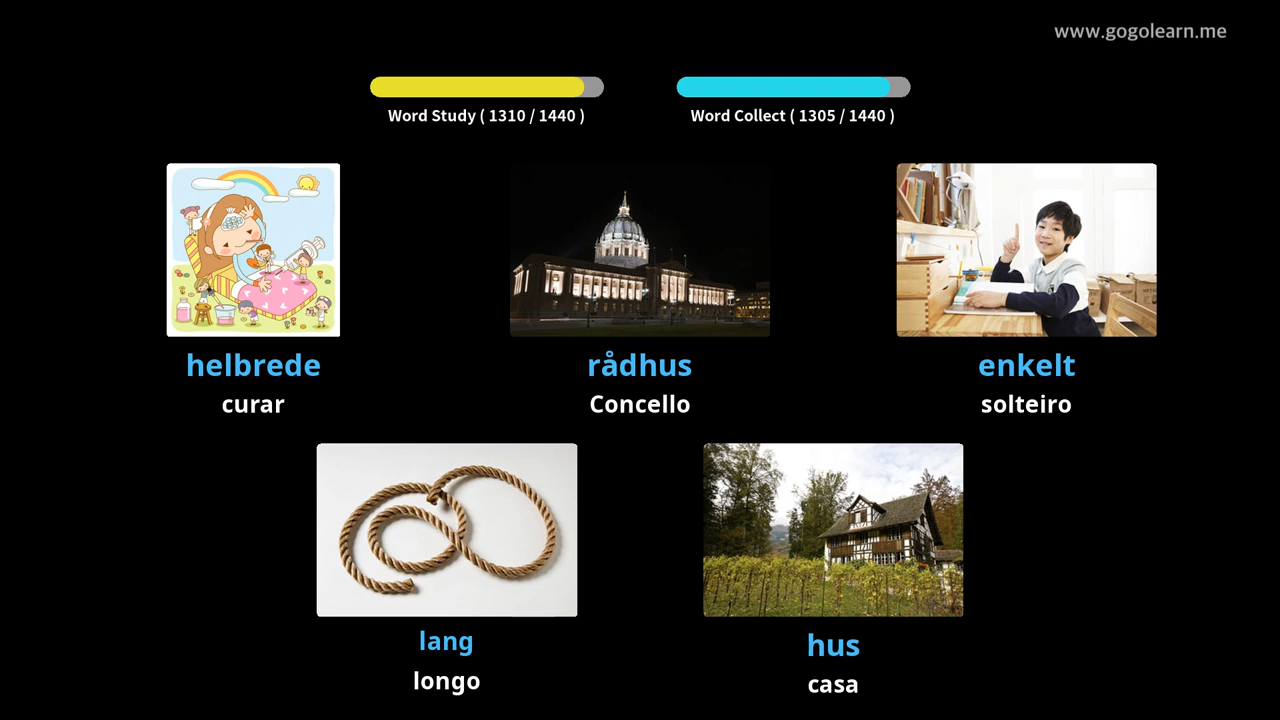 www.gogolearn.me
Word Study ( 1310 / 1440 )
Word Collect ( 1305 / 1440 )
helbrede
curar
rådhus
Concello
enkelt
solteiro
lang
longo
hus
casa